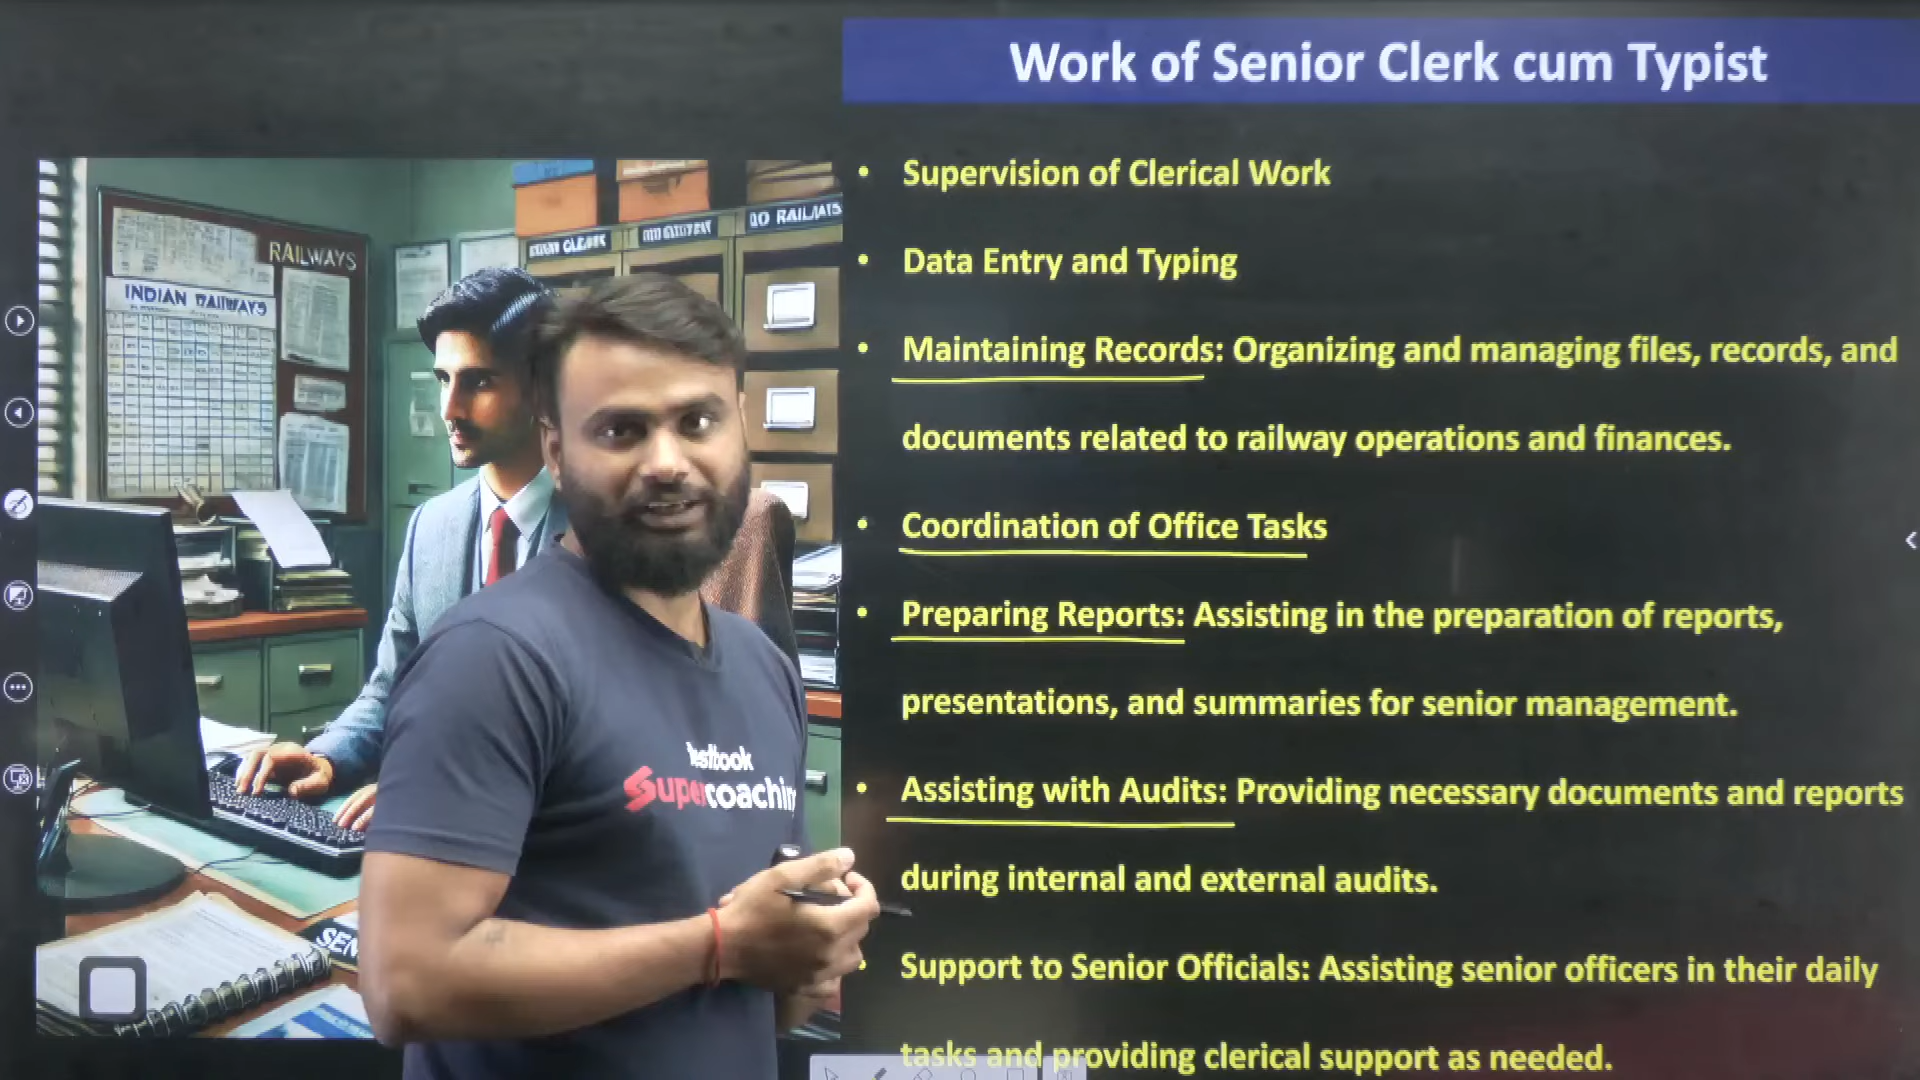 Work of Senior Clerk cum Typist
• Supervision of Clerical Work
• Data Entry and Typing
• Maintaining Records: Organizing and managing files, records, and
documents related to railway operations and finances.
• Coordination of Office Tasks
• Preparing Reports: Assisting in the preparation of reports,
presentations, and summaries for senior management.
• Assisting with Audits: Providing necessary documents and reports
during internal and external audits.
• Support to Senior Officials: Assisting senior officers in their daily
tasks and providing clerical support as needed.
RAILWAYS
INDIAN RAILWAYS
SEN
testbook
Supercoachin